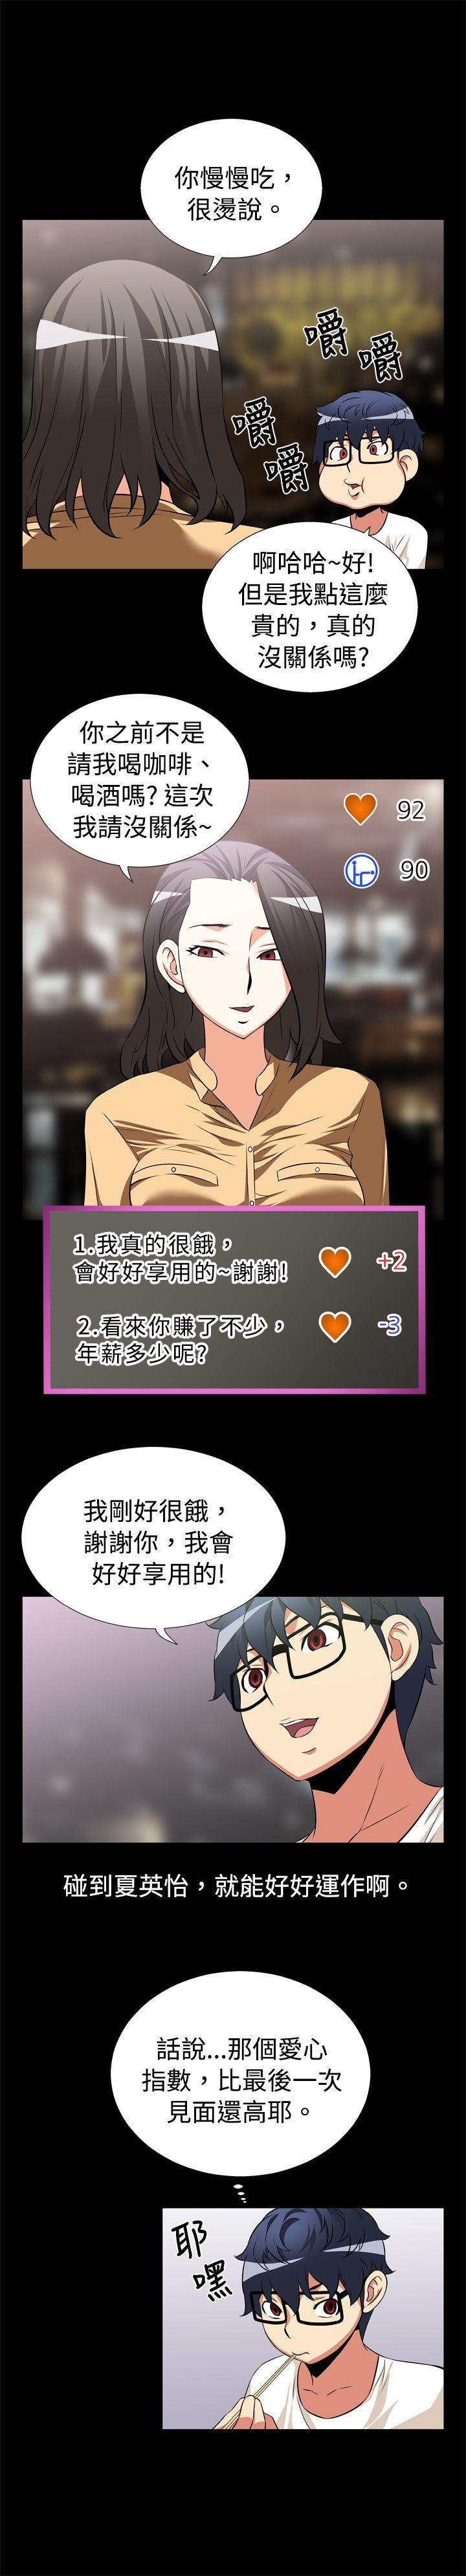 你慢慢吃，
很燙說。
嚼
嚼
嚼
嚼
啊哈哈~好!
但是我點這麼
貴的，真的
沒關係嗎?
你之前不是
請我喝咖啡、
喝酒嗎? 這次
我請沒關係~
92
90
1.我真的很餓，
會好好享用的~謝謝!
+2
2.看來你賺了不少，
年薪多少呢?
-3
我剛好很餓，
謝謝你，我會
好好享用的!
碰到夏英怡，就能好好運作啊。
話說...那個愛心
指數，比最後一次
見面還高耶。
耶
嘿